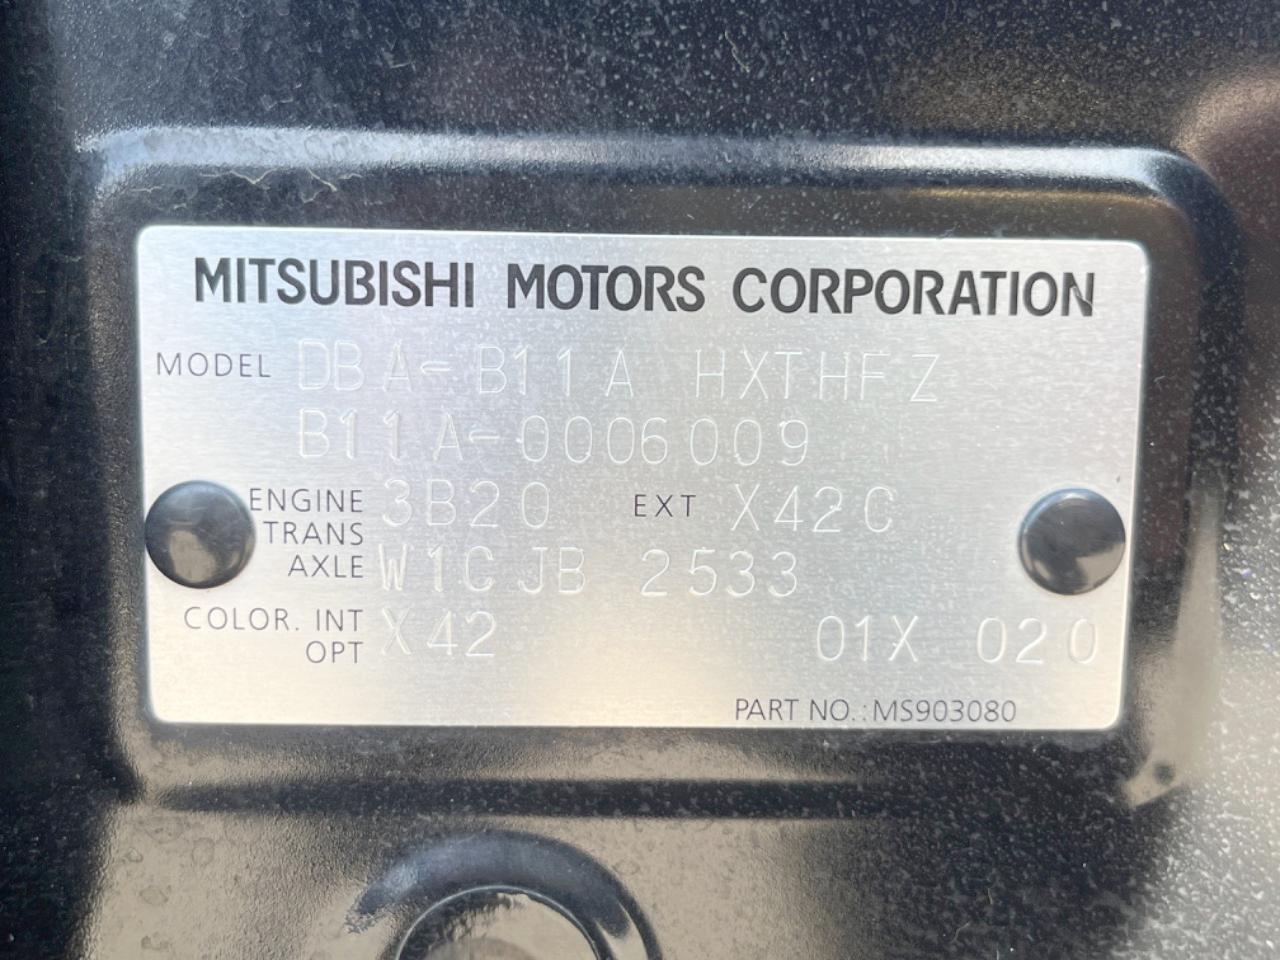 MITSUBISHI MOTORS CORPORATION
MODEL DBA-B11A HXTHFZ
B11A-0006009
ENGINE 3B20 EXT X42C
TRANS
AXLE W1CJB 2533
COLOR. INT
OPT X42 01X 020
PART NO.:MS903080